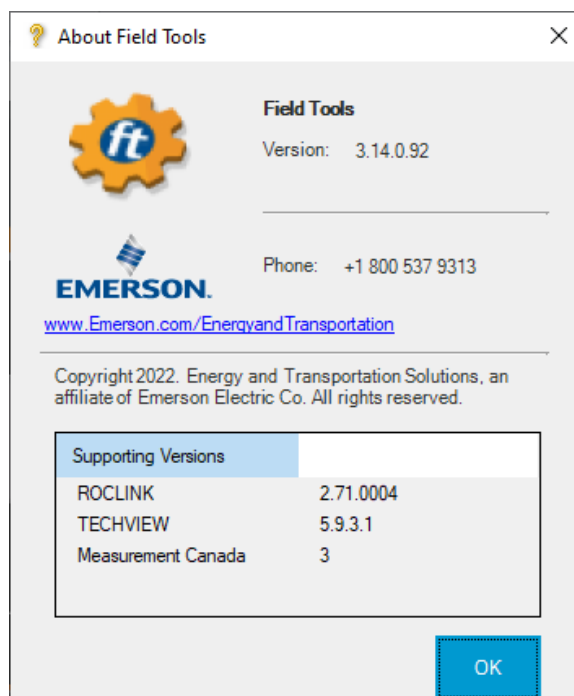 About Field Tools
ft
Field Tools
Version: 3.14.0.92
EMERSON.
Phone: +1 800 537 9313
www.Emerson.com/EnergyandTransportation
Copyright 2022. Energy and Transportation Solutions, an
affiliate of Emerson Electric Co. All rights reserved.
Supporting Versions
ROCLINK 2.71.0004
TECHVIEW 5.9.3.1
Measurement Canada 3
OK